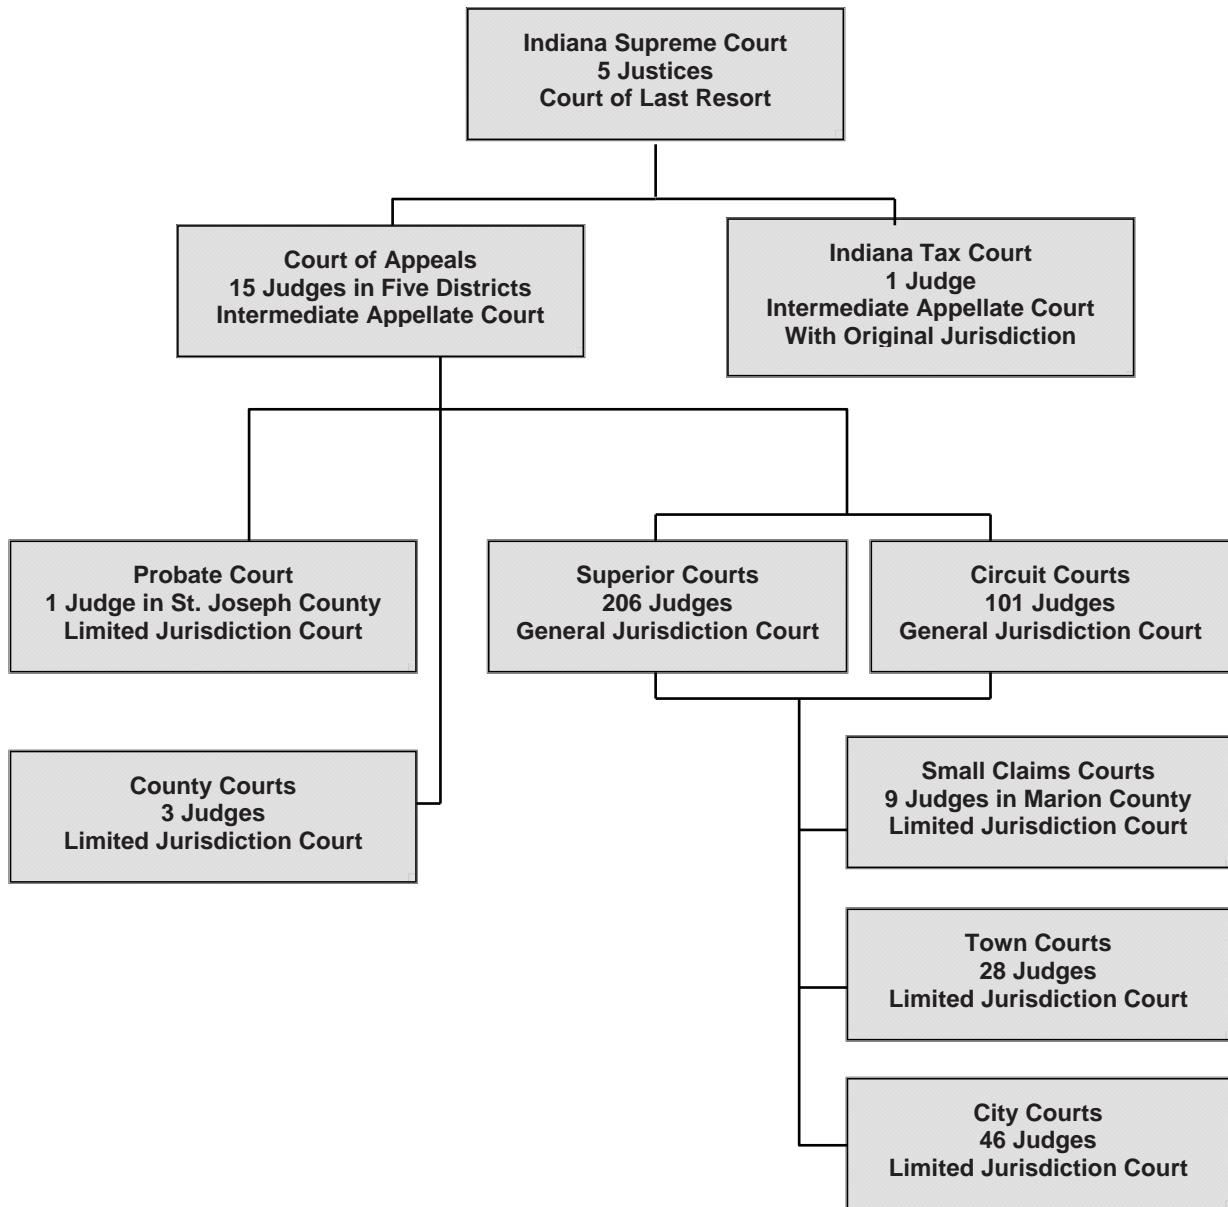 Indiana Supreme Court
5 Justices
Court of Last Resort
Court of Appeals
15 Judges in Five Districts
Intermediate Appellate Court
Indiana Tax Court
1 Judge
Intermediate Appellate Court
With Original Jurisdiction
Probate Court
1 Judge in St. Joseph County
Limited Jurisdiction Court
Superior Courts
206 Judges
General Jurisdiction Court
Circuit Courts
101 Judges
General Jurisdiction Court
County Courts
3 Judges
Limited Jurisdiction Court
Small Claims Courts
9 Judges in Marion County
Limited Jurisdiction Court
Town Courts
28 Judges
Limited Jurisdiction Court
City Courts
46 Judges
Limited Jurisdiction Court